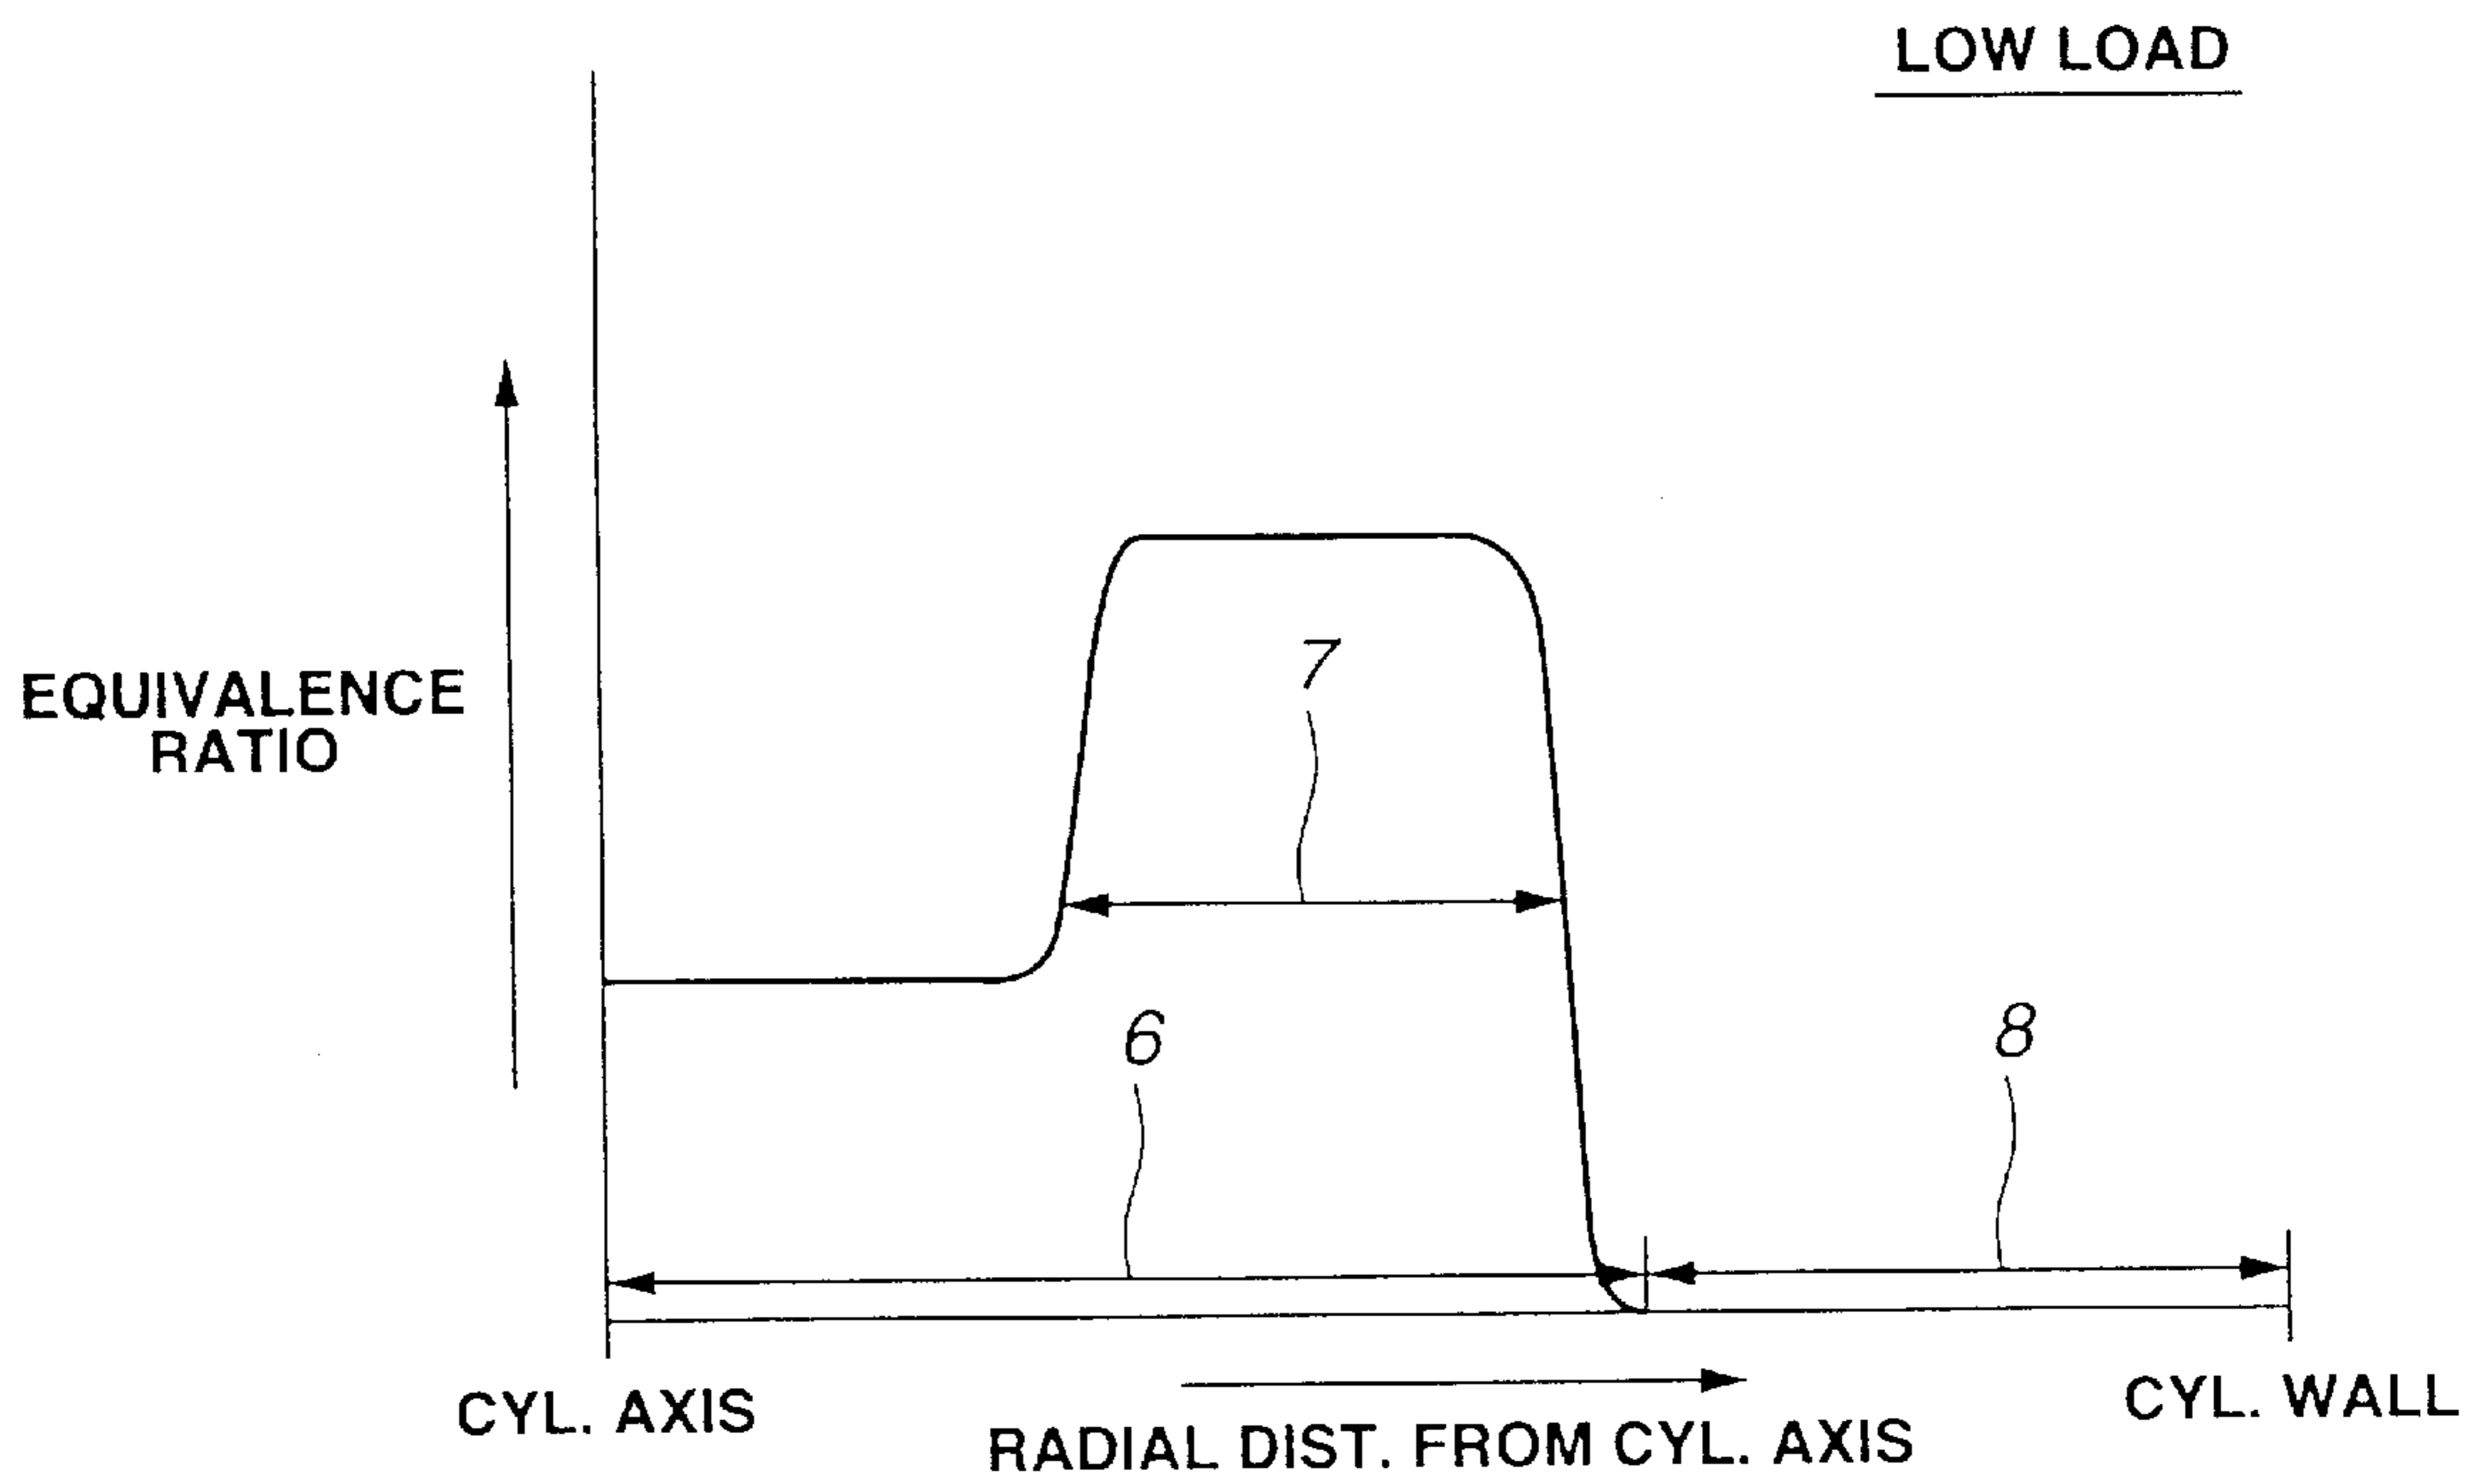 LOW LOAD
EQUIVALENCE
RATIO
7
6
8
CYL. AXIS
CYL. WALL
RADIAL DIST. FROM CYL. AXIS